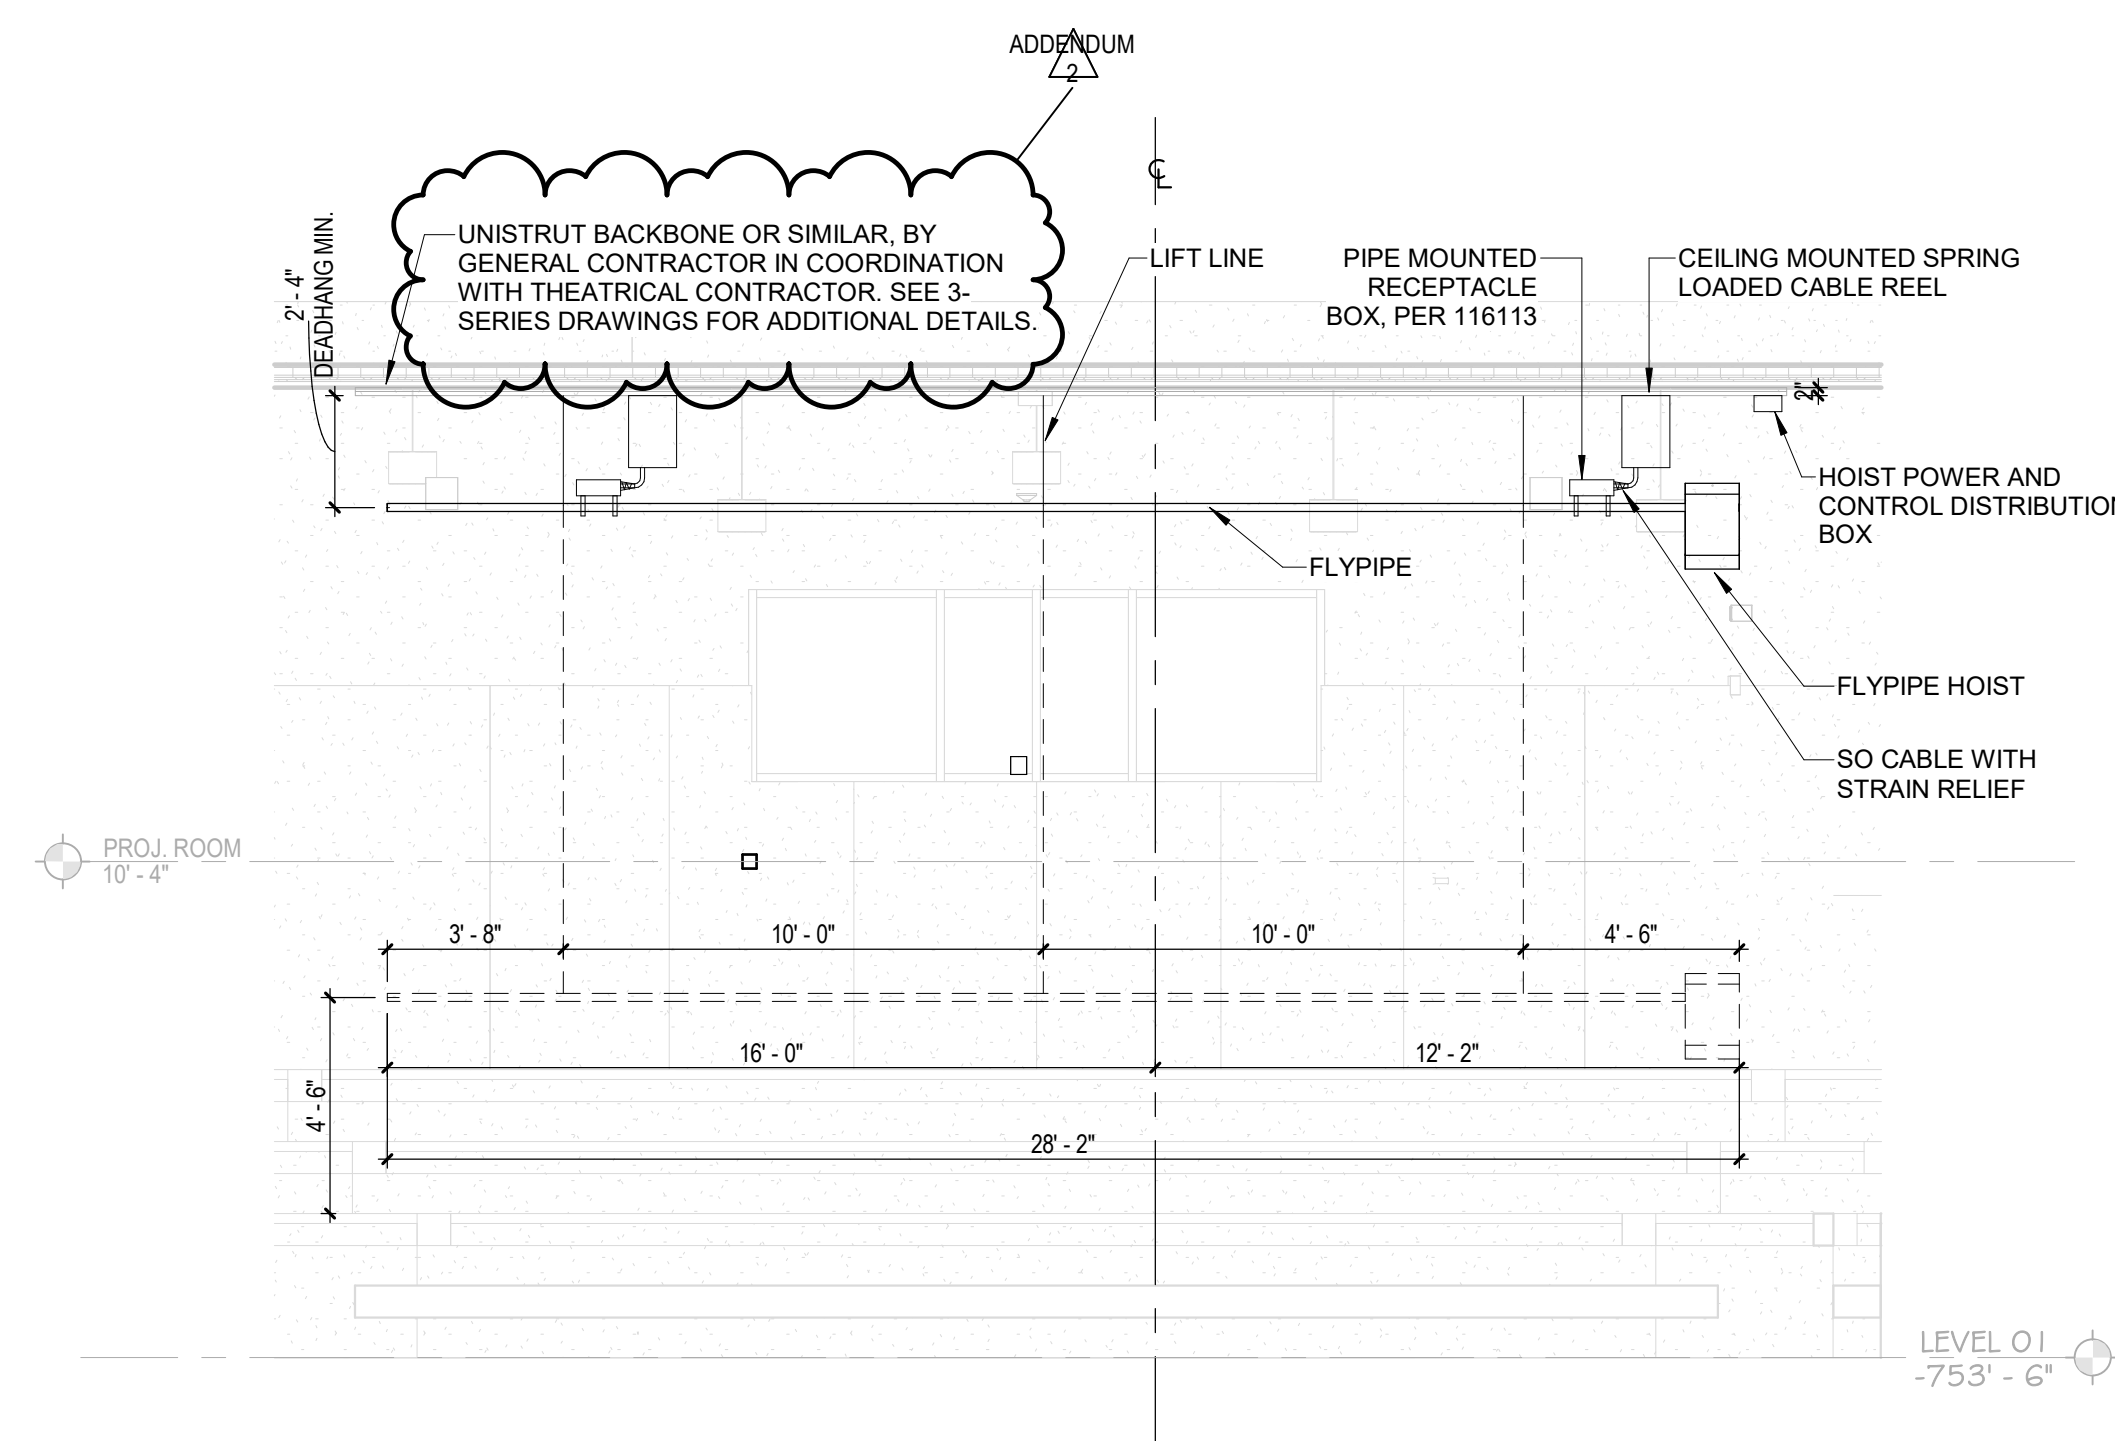 ADDENDUM
2
℄
UNISTRUT BACKBONE OR SIMILAR, BY
GENERAL CONTRACTOR IN COORDINATION
WITH THEATRICAL CONTRACTOR. SEE 3-
SERIES DRAWINGS FOR ADDITIONAL DETAILS.
2' - 4"
DEADHANG MIN.
LIFT LINE
PIPE MOUNTED
RECEPTACLE
BOX, PER 116113
CEILING MOUNTED SPRING
LOADED CABLE REEL
2"
HOIST POWER AND
CONTROL DISTRIBUTION
BOX
FLYPIPE
FLYPIPE HOIST
SO CABLE WITH
STRAIN RELIEF
PROJ. ROOM
10' - 4"
3' - 8"
10' - 0"
10' - 0"
4' - 6"
16' - 0"
12' - 2"
4' - 6"
28' - 2"
LEVEL 01
-753' - 6"